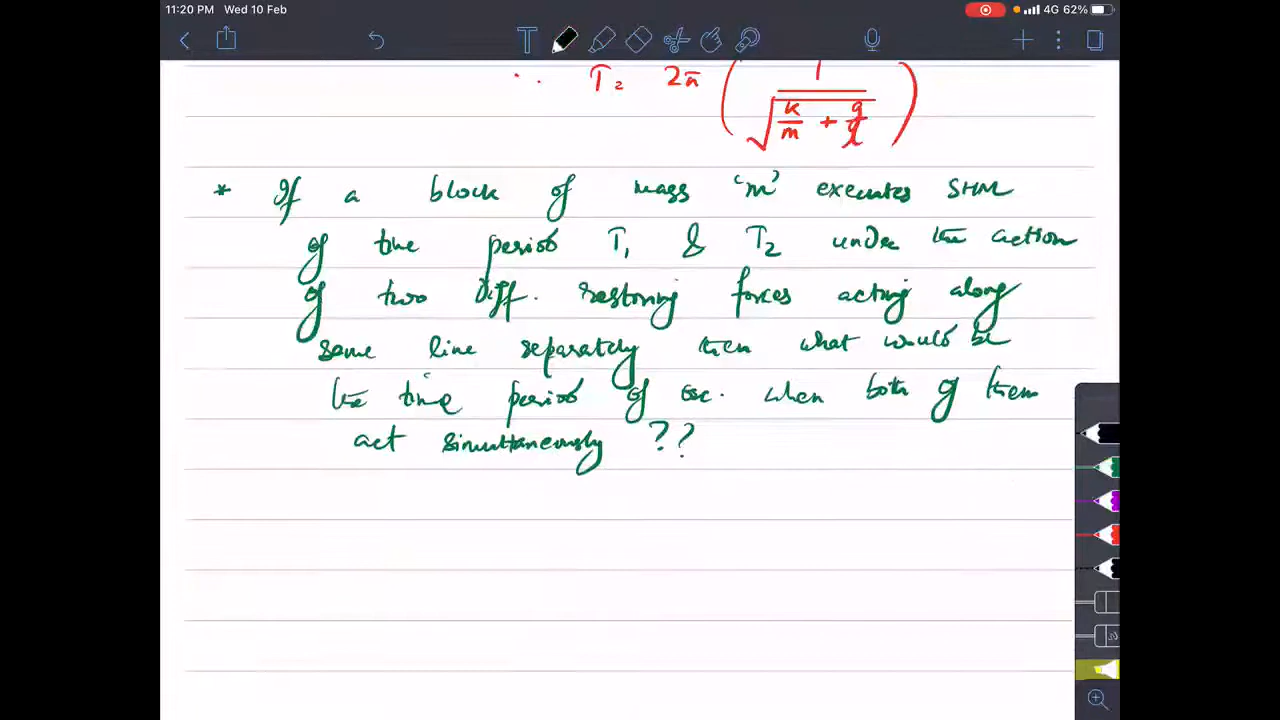 11:20 PM Wed 10 Feb 4G 62%
∴ T = 2π ( 1 / √(k/m + g/l) )
* If a block of mass 'm' executes SHM
of time period T₁ & T₂ under the action
of two diff. restoring forces acting along
same line separately then what would be
the time period of osc. when both of them
act simultaneously ??